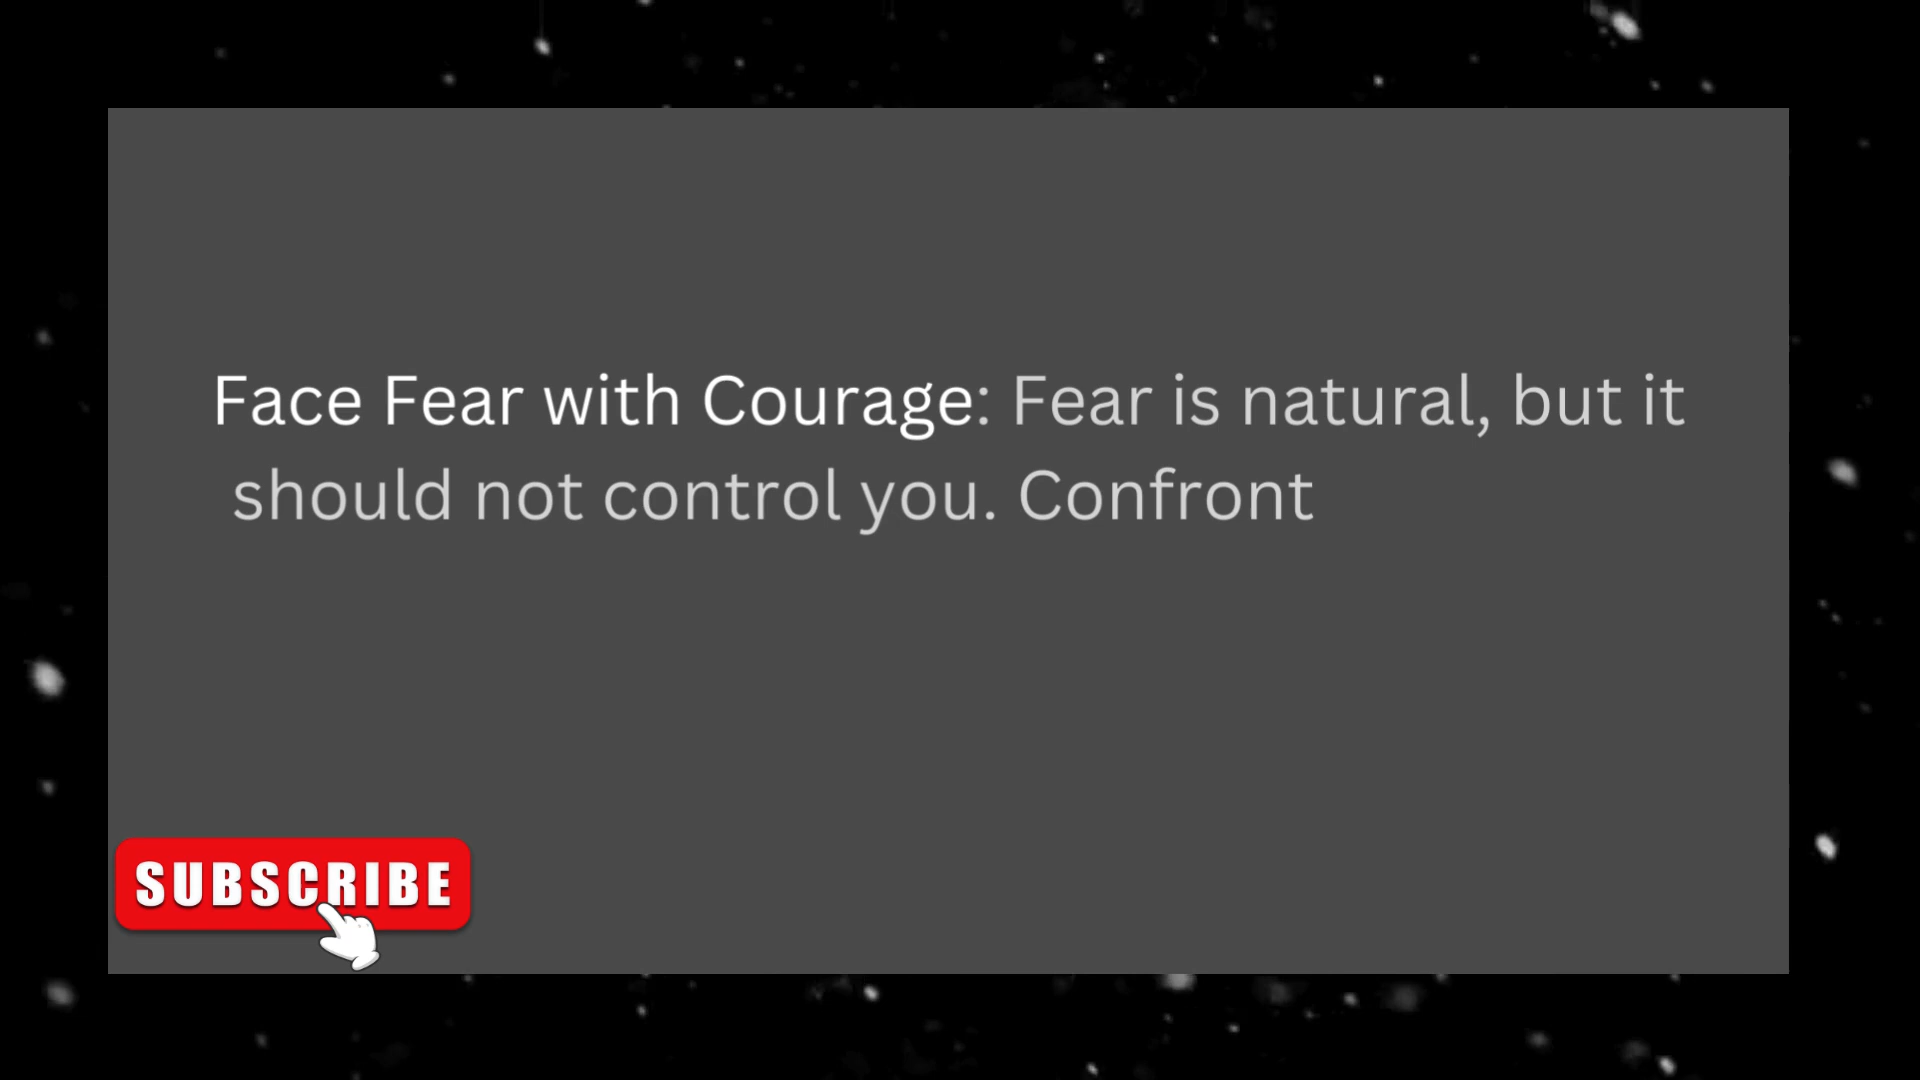 Face Fear with Courage: Fear is natural, but it
should not control you. Confront
SUBSCRIBE